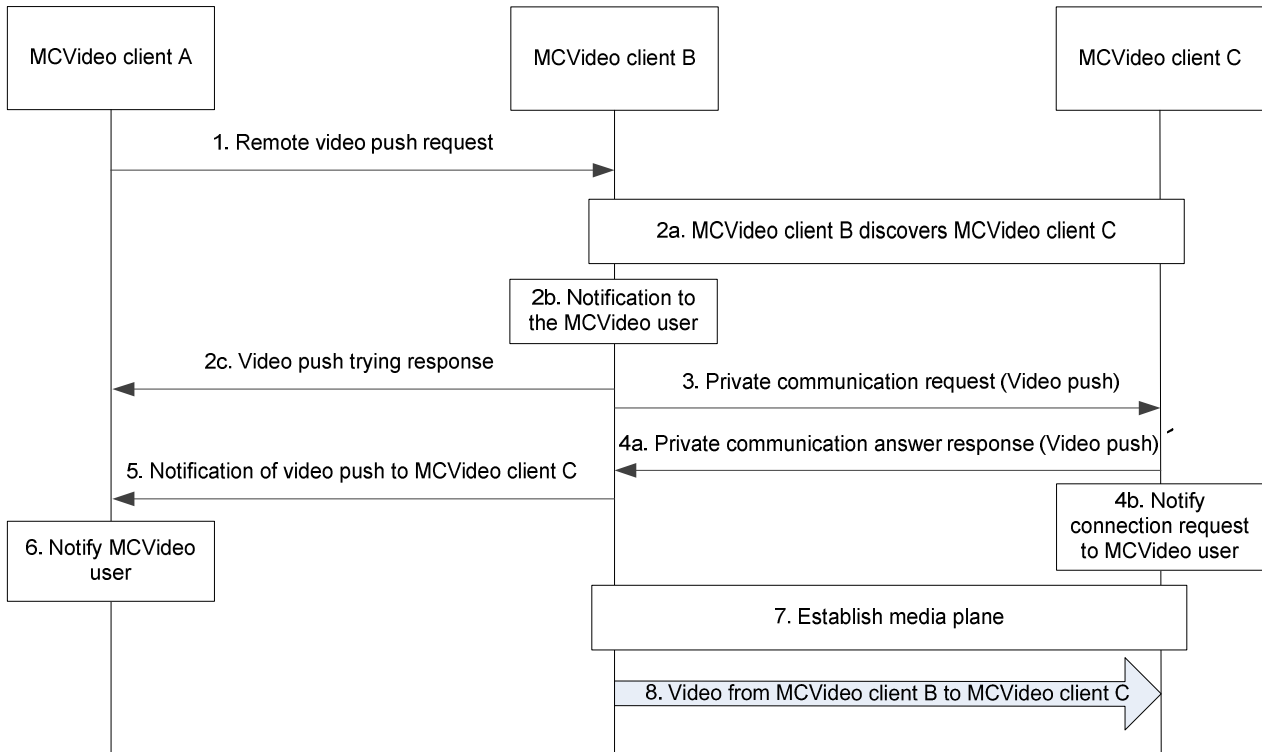 MCVideo client A
MCVideo client B
MCVideo client C
1. Remote video push request
2a. MCVideo client B discovers MCVideo client C
2b. Notification to
the MCVideo user
2c. Video push trying response
3. Private communication request (Video push)
4a. Private communication answer response (Video push)
5. Notification of video push to MCVideo client C
4b. Notify
connection request
to MCVideo user
6. Notify MCVideo
user
7. Establish media plane
8. Video from MCVideo client B to MCVideo client C